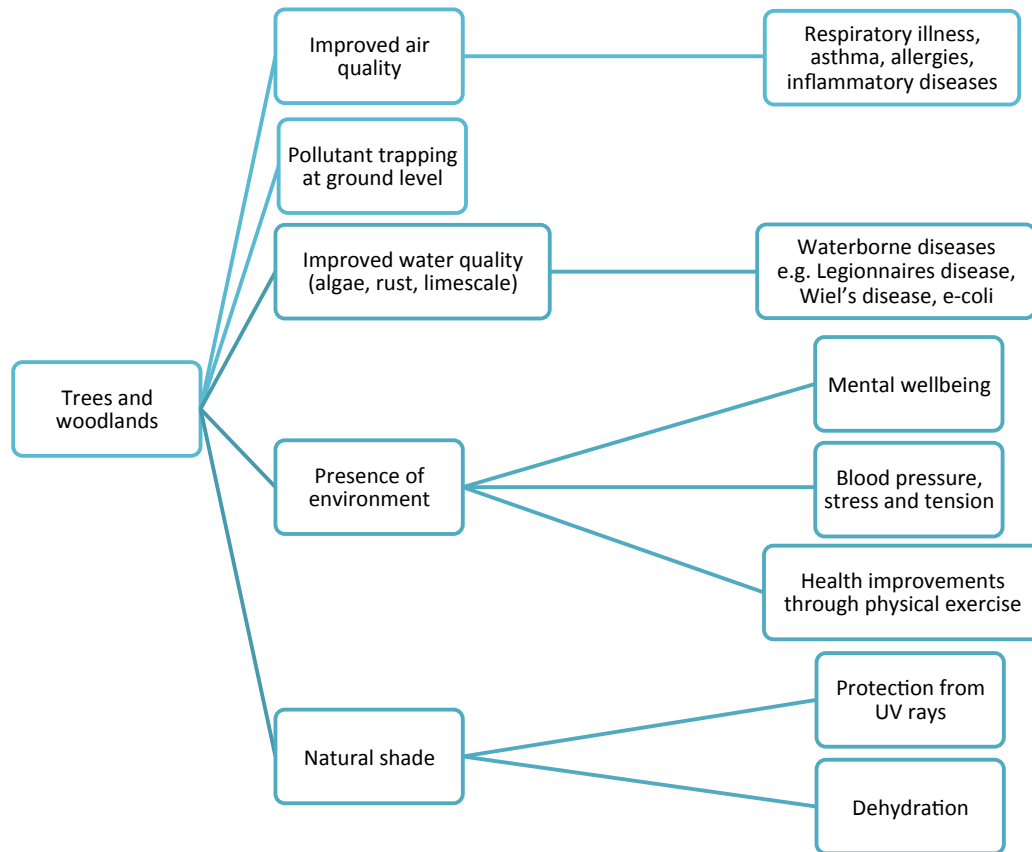 Improved air
quality
Respiratory illness,
asthma, allergies,
inflammatory diseases
Pollutant trapping
at ground level
Improved water quality
(algae, rust, limescale)
Waterborne diseases
e.g. Legionnaires disease,
Wiel’s disease, e-coli
Trees and
woodlands
Mental wellbeing
Presence of
environment
Blood pressure,
stress and tension
Health improvements
through physical exercise
Natural shade
Protection from
UV rays
Dehydration